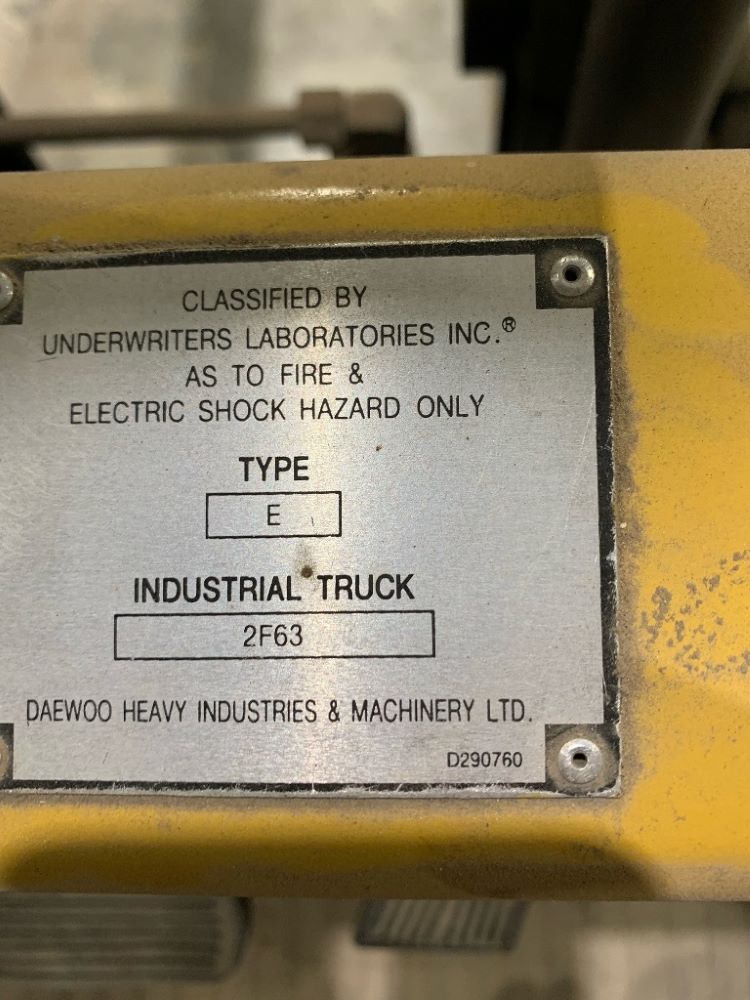 CLASSIFIED BY
UNDERWRITERS LABORATORIES INC.®
AS TO FIRE &
ELECTRIC SHOCK HAZARD ONLY
TYPE
E
INDUSTRIAL TRUCK
2F63
DAEWOO HEAVY INDUSTRIES & MACHINERY LTD.
D290760